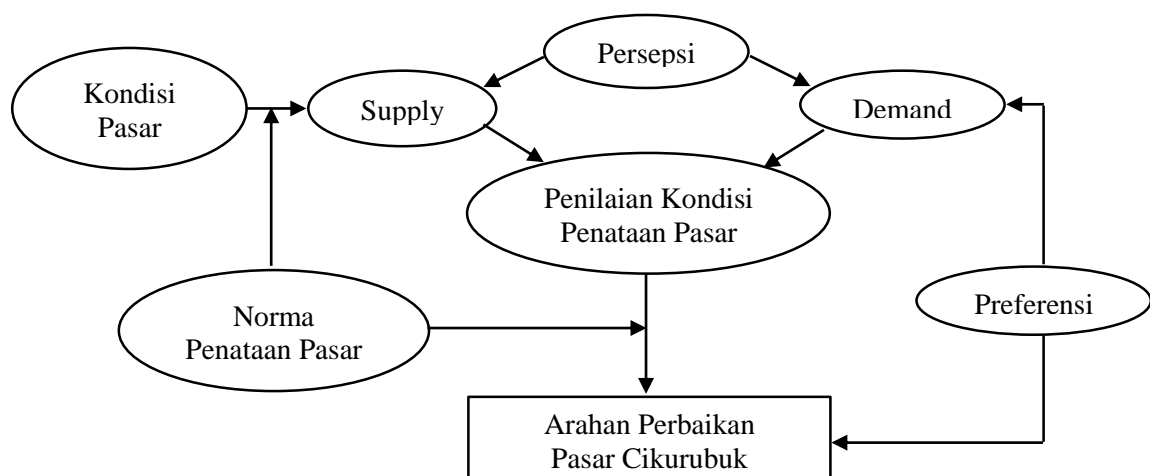 Persepsi
Kondisi
Pasar
Supply
Demand
Penilaian Kondisi
Penataan Pasar
Norma
Penataan Pasar
Preferensi
Arahan Perbaikan
Pasar Cikurubuk